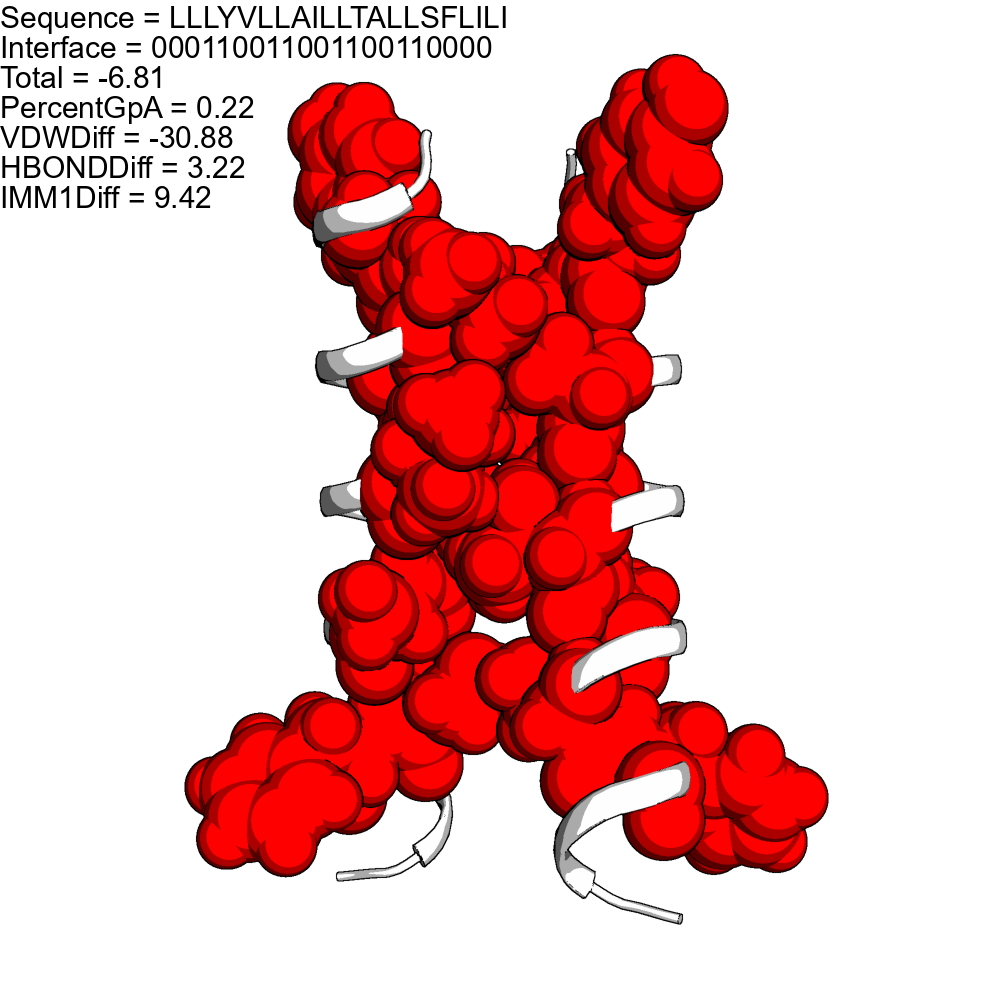 Sequence = LLLYVLLAILLTALLSFLILI
Interface = 000110011001100110000
Total = -6.81
PercentGpA = 0.22
VDWDiff = -30.88
HBONDDiff = 3.22
IMM1Diff = 9.42